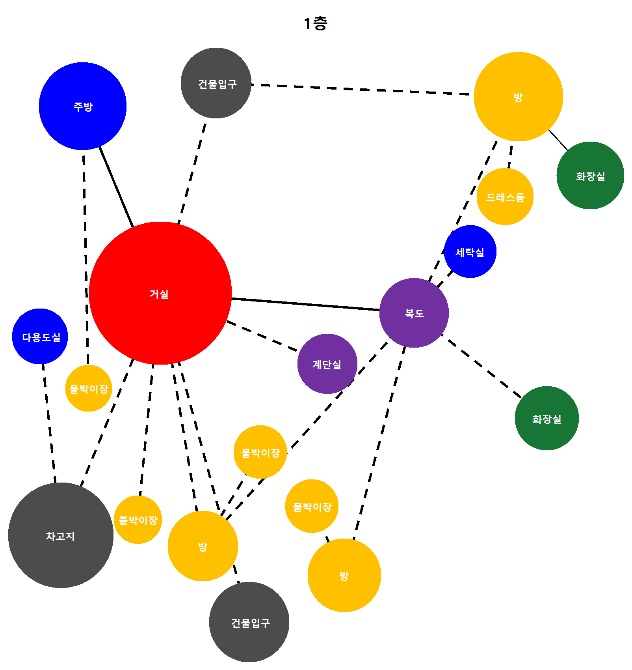 1층
건물입구
방
주방
화장실
드레스룸
세탁실
거실
복도
다용도실
계단실
붙박이장
화장실
붙박이장
붙박이장
붙박이장
차고지
방
방
건물입구